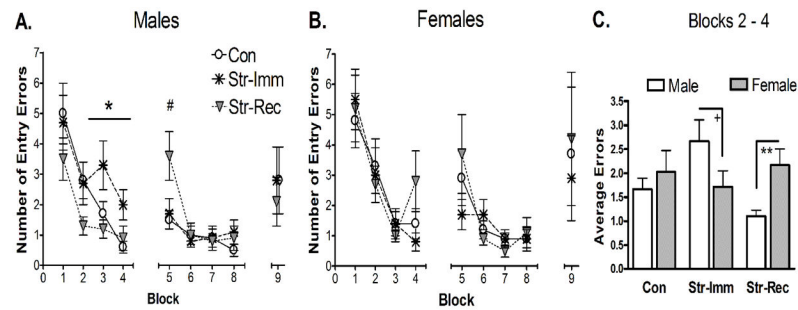 A. Males
Con
Str-Imm
Str-Rec
Number of Entry Errors
7
6
5
4
3
2
1
0
*
#
0 1 2 3 4 5 6 7 8 9
Block
B. Females
Number of Entry Errors
7
6
5
4
3
2
1
0
0 1 2 3 4 5 6 7 8 9
Block
C. Blocks 2 - 4
Male Female
Average Errors
3.5
3.0
2.5
2.0
1.5
1.0
0.5
0.0
+
**
Con Str-Imm Str-Rec